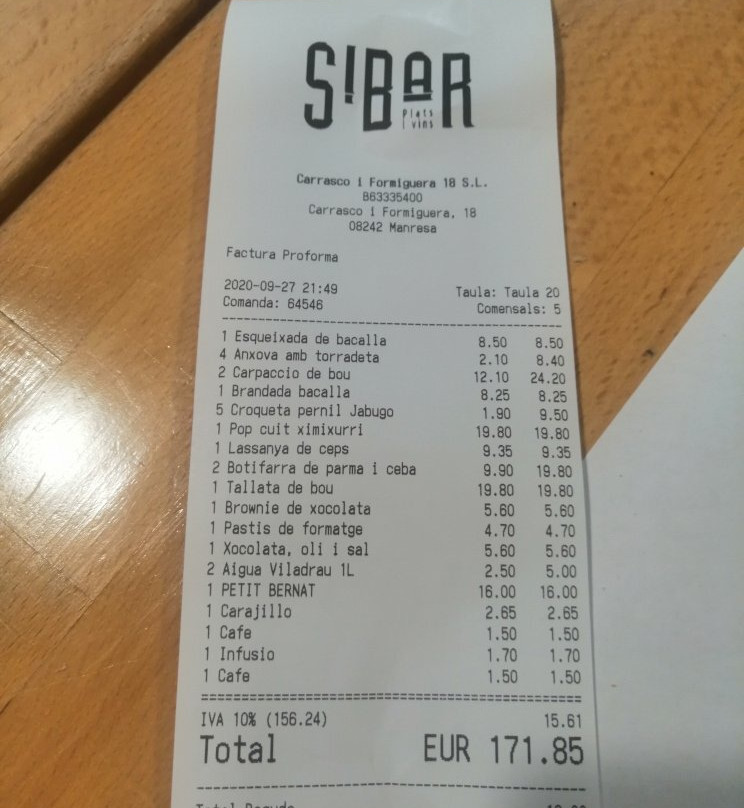 SIBAR
Plats
i vins
Carrasco i Formiguera 18 S.L.
B63335400
Carrasco i Formiguera, 18
08242 Manresa
Factura Proforma
2020-09-27 21:49 Taula: Taula 20
Comanda: 64546 Comensals: 5
1 Esqueixada de bacalla 8.50 8.50
4 Anxova amb torradeta 2.10 8.40
2 Carpaccio de bou 12.10 24.20
1 Brandada bacalla 8.25 8.25
5 Croqueta pernil Jabugo 1.90 9.50
1 Pop cuit ximixurri 19.80 19.80
1 Lassanya de ceps 9.35 9.35
2 Botifarra de parma i ceba 9.90 19.80
1 Tallata de bou 19.80 19.80
1 Brownie de xocolata 5.60 5.60
1 Pastis de formatge 4.70 4.70
1 Xocolata, oli i sal 5.60 5.60
2 Aigua Viladrau 1L 2.50 5.00
1 PETIT BERNAT 16.00 16.00
1 Carajillo 2.65 2.65
1 Cafe 1.50 1.50
1 Infusio 1.70 1.70
1 Cafe 1.50 1.50
IVA 10% (156.24) 15.61
Total EUR 171.85